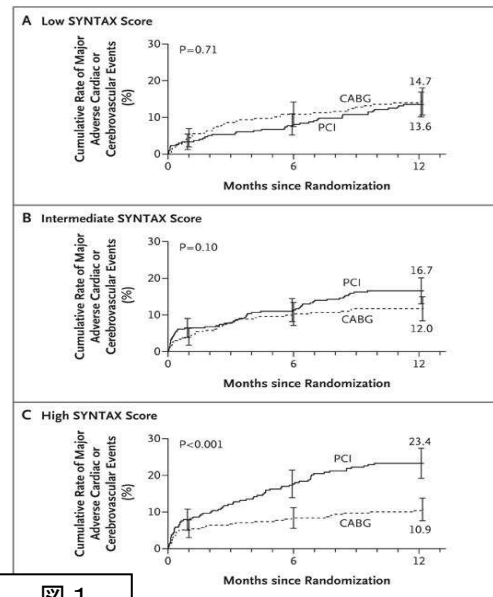 A Low SYNTAX Score
Cumulative Rate of Major
Adverse Cardiac or
Cerebrovascular Events
(%)
30
20
10
0
P=0.71
CABG
PCI
14.7
13.6
0
6
12
Months since Randomization
B Intermediate SYNTAX Score
Cumulative Rate of Major
Adverse Cardiac or
Cerebrovascular Events
(%)
30
20
10
0
P=0.10
PCI
CABG
16.7
12.0
0
6
12
Months since Randomization
C High SYNTAX Score
Cumulative Rate of Major
Adverse Cardiac or
Cerebrovascular Events
(%)
30
20
10
0
P<0.001
PCI
CABG
23.4
10.9
0
6
12
Months since Randomization
図 1